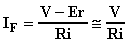 I_F = (V − Er)/Ri ≅ V/Ri